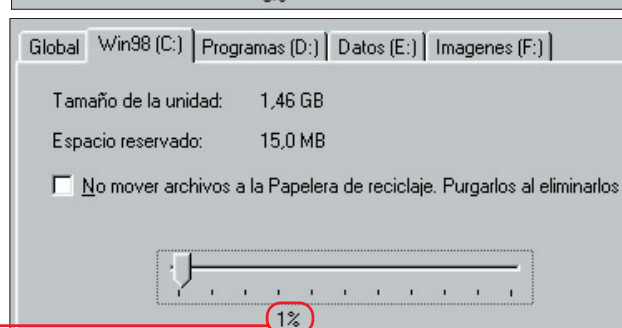 Global Win98 (C:) Programas (D:) Datos (E:) Imagenes (F:)
Tamaño de la unidad: 1,46 GB
Espacio reservado: 15,0 MB
No mover archivos a la Papelera de reciclaje. Purgarlos al eliminarlos
1%